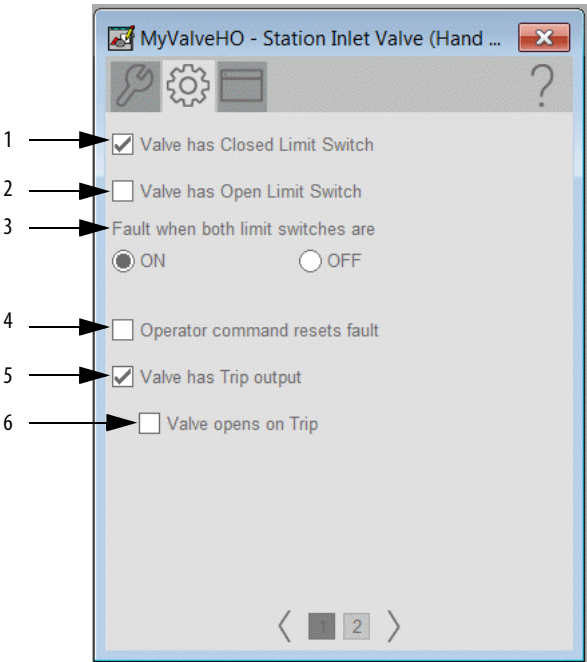 MyValveHO - Station Inlet Valve (Hand ...
?
1 Valve has Closed Limit Switch
2 Valve has Open Limit Switch
3 Fault when both limit switches are
ON OFF
4 Operator command resets fault
5 Valve has Trip output
6 Valve opens on Trip
1 2